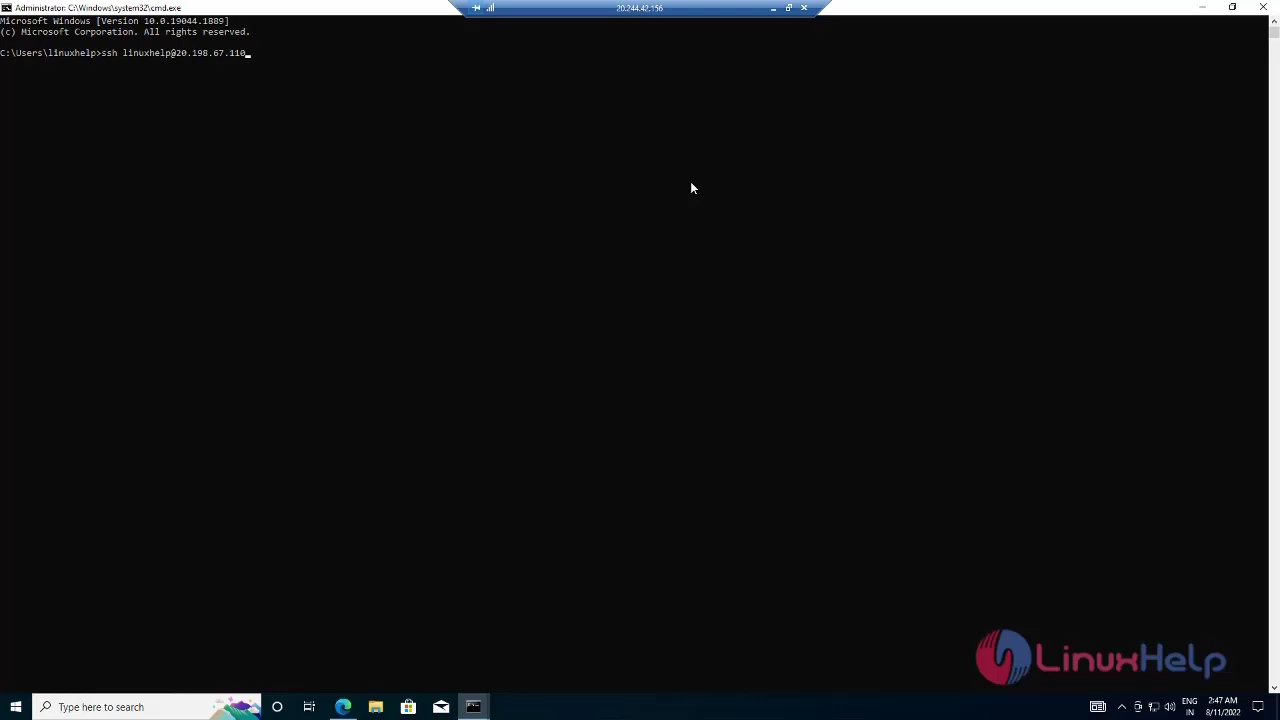 Administrator: C:\Windows\system32\cmd.exe
20.244.42.156
Microsoft Windows [Version 10.0.19044.1889]
(c) Microsoft Corporation. All rights reserved.
C:\Users\linuxhelp>ssh linuxhelp@20.198.67.110
LinuxHelp
Type here to search
ENG
IN
2:47 AM
8/11/2022